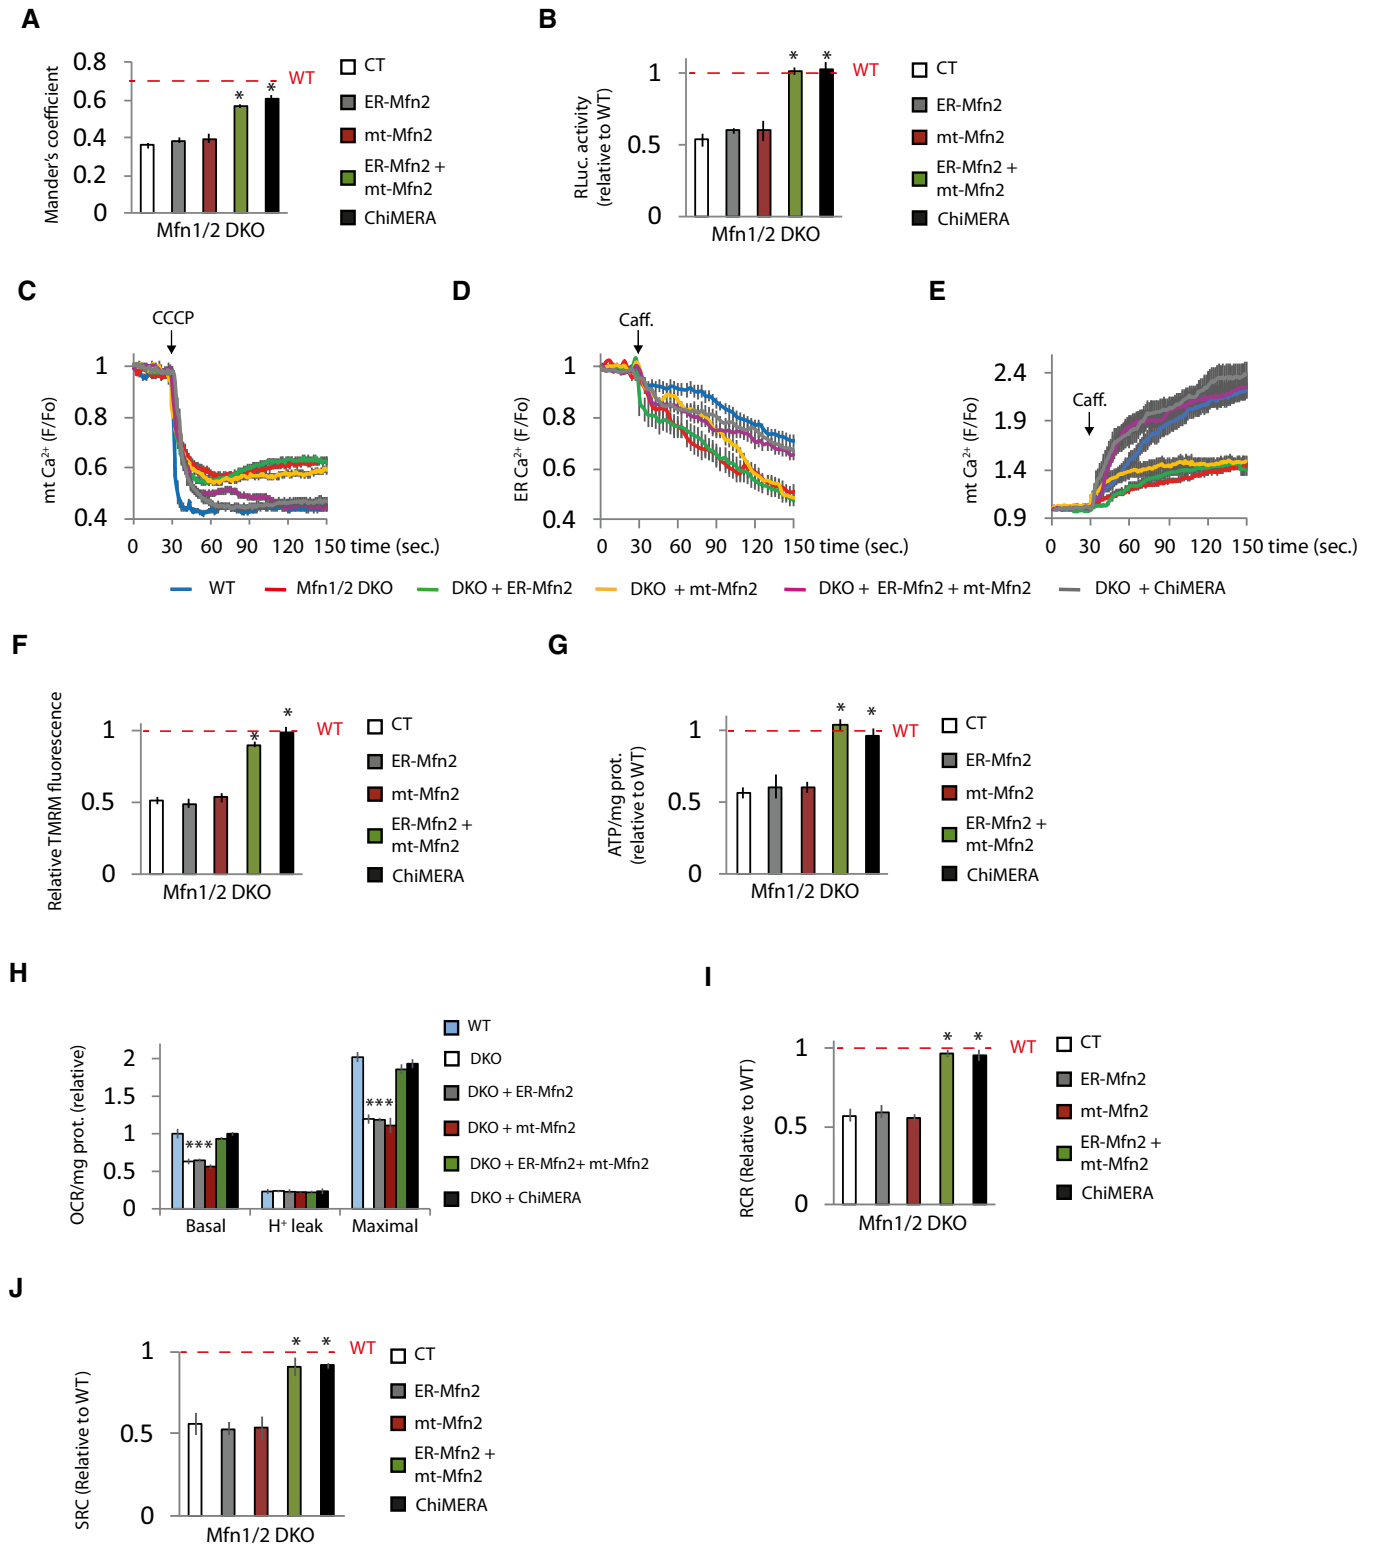 A
Mander's coefficient
0.8
0.6
0.4
0.2
0
WT
* *
Mfn1/2 DKO
CT
ER-Mfn2
mt-Mfn2
ER-Mfn2 +
mt-Mfn2
ChiMERA
B
RLuc. activity
(relative to WT)
1
0.5
0
WT
* *
Mfn1/2 DKO
CT
ER-Mfn2
mt-Mfn2
ER-Mfn2 +
mt-Mfn2
ChiMERA
C
CCCP
mt Ca²⁺ (F/Fo)
1
0.8
0.6
0.4
0 30 60 90 120 150 time (sec.)
D
Caff.
ER Ca²⁺ (F/Fo)
1
0.8
0.6
0.4
0 30 60 90 120 150 time (sec.)
E
Caff.
mt Ca²⁺ (F/Fo)
2.4
1.9
1.4
0.9
0 30 60 90 120 150 time (sec.)
WT Mfn1/2 DKO DKO + ER-Mfn2 DKO + mt-Mfn2 DKO + ER-Mfn2 + mt-Mfn2 DKO + ChiMERA
F
Relative TMRM fluorescence
1
0.5
0
WT
* *
Mfn1/2 DKO
CT
ER-Mfn2
mt-Mfn2
ER-Mfn2 +
mt-Mfn2
ChiMERA
G
ATP/mg prot.
(relative to WT)
1
0.5
0
WT
* *
Mfn1/2 DKO
CT
ER-Mfn2
mt-Mfn2
ER-Mfn2 +
mt-Mfn2
ChiMERA
H
OCR/mg prot. (relative)
2
1.5
1
0.5
0
***
***
Basal H⁺ leak Maximal
WT
DKO
DKO + ER-Mfn2
DKO + mt-Mfn2
DKO + ER-Mfn2+ mt-Mfn2
DKO + ChiMERA
I
RCR (Relative to WT)
1
0.5
0
WT
* *
Mfn1/2 DKO
CT
ER-Mfn2
mt-Mfn2
ER-Mfn2 +
mt-Mfn2
ChiMERA
J
SRC (Relative to WT)
1
0.5
0
WT
* *
Mfn1/2 DKO
CT
ER-Mfn2
mt-Mfn2
ER-Mfn2 +
mt-Mfn2
ChiMERA